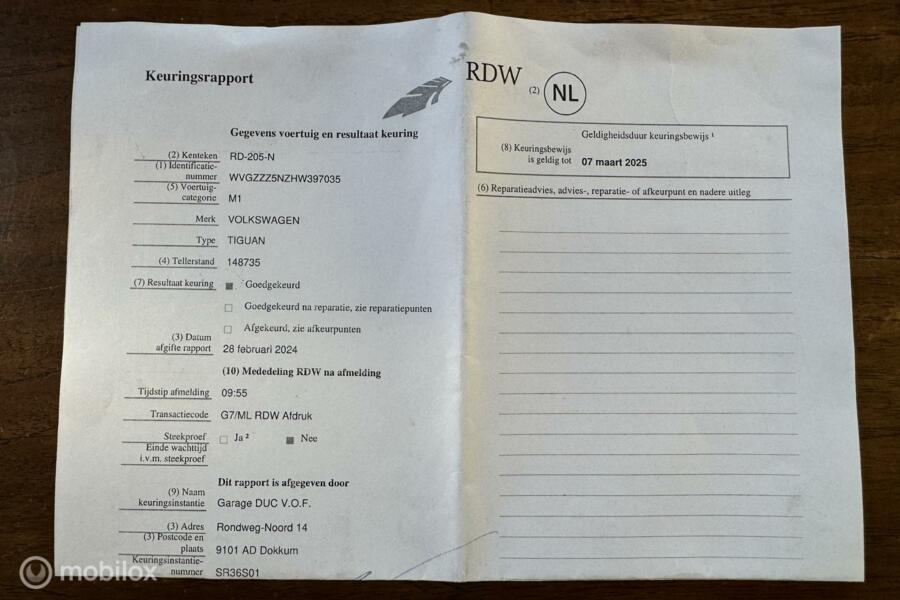 Keuringsrapport
Gegevens voertuig en resultaat keuring
(2) Kenteken RD-205-N
(1) Identificatie-
nummer WVGZZZ5NZHW397035
(5) Voertuig-
categorie M1
Merk VOLKSWAGEN
Type TIGUAN
(4) Tellerstand 148735
(7) Resultaat keuring Goedgekeurd
Goedgekeurd na reparatie, zie reparatiepunten
Afgekeurd, zie afkeurpunten
(3) Datum
afgifte rapport 28 februari 2024
(10) Mededeling RDW na afmelding
Tijdstip afmelding 09:55
Transactiecode G7/ML RDW Afdruk
Steekproef Ja ² Nee
Einde wachttijd
i.v.m. steekproef
Dit rapport is afgegeven door
(9) Naam
keuringsinstantie Garage DUC V.O.F.
(3) Adres Rondweg-Noord 14
(3) Postcode en
plaats 9101 AD Dokkum
Keuringsinstantie-
nummer SR36S01
RDW
(2) NL
Geldigheidsduur keuringsbewijs ¹
(8) Keuringsbewijs
is geldig tot 07 maart 2025
(6) Reparatieadvies, advies-, reparatie- of afkeurpunt en nadere uitleg
mobilox